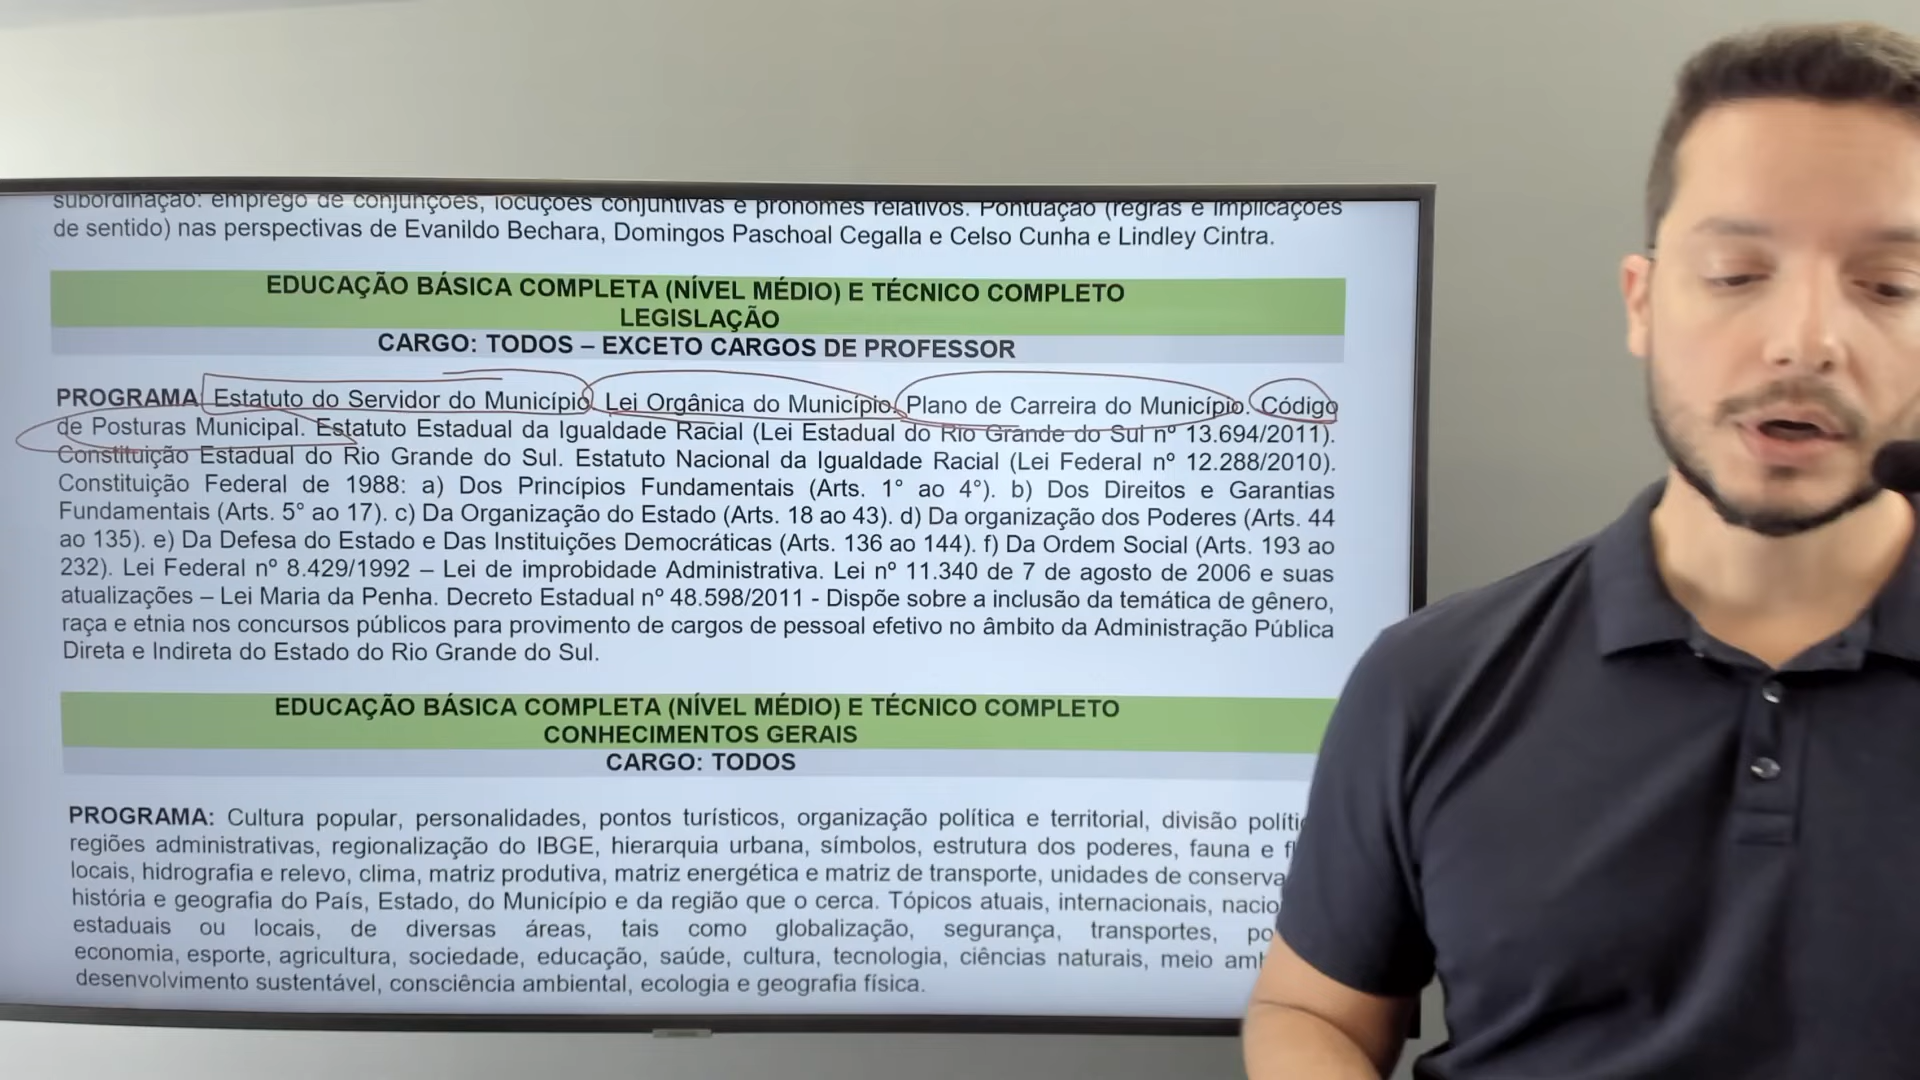 subordinação: emprego de conjunções, locuções conjuntivas e pronomes relativos. Pontuação (regras e implicações
de sentido) nas perspectivas de Evanildo Bechara, Domingos Paschoal Cegalla e Celso Cunha e Lindley Cintra.
EDUCAÇÃO BÁSICA COMPLETA (NÍVEL MÉDIO) E TÉCNICO COMPLETO
LEGISLAÇÃO
CARGO: TODOS – EXCETO CARGOS DE PROFESSOR
PROGRAMA Estatuto do Servidor do Município. Lei Orgânica do Município. Plano de Carreira do Município. Código
de Posturas Municipal. Estatuto Estadual da Igualdade Racial (Lei Estadual do Rio Grande do Sul nº 13.694/2011).
Constituição Estadual do Rio Grande do Sul. Estatuto Nacional da Igualdade Racial (Lei Federal nº 12.288/2010).
Constituição Federal de 1988: a) Dos Princípios Fundamentais (Arts. 1° ao 4°). b) Dos Direitos e Garantias
Fundamentais (Arts. 5° ao 17). c) Da Organização do Estado (Arts. 18 ao 43). d) Da organização dos Poderes (Arts. 44
ao 135). e) Da Defesa do Estado e Das Instituições Democráticas (Arts. 136 ao 144). f) Da Ordem Social (Arts. 193 ao
232). Lei Federal nº 8.429/1992 – Lei de improbidade Administrativa. Lei nº 11.340 de 7 de agosto de 2006 e suas
atualizações – Lei Maria da Penha. Decreto Estadual nº 48.598/2011 - Dispõe sobre a inclusão da temática de gênero,
raça e etnia nos concursos públicos para provimento de cargos de pessoal efetivo no âmbito da Administração Pública
Direta e Indireta do Estado do Rio Grande do Sul.
EDUCAÇÃO BÁSICA COMPLETA (NÍVEL MÉDIO) E TÉCNICO COMPLETO
CONHECIMENTOS GERAIS
CARGO: TODOS
PROGRAMA: Cultura popular, personalidades, pontos turísticos, organização política e territorial, divisão políti
regiões administrativas, regionalização do IBGE, hierarquia urbana, símbolos, estrutura dos poderes, fauna e fl
locais, hidrografia e relevo, clima, matriz produtiva, matriz energética e matriz de transporte, unidades de conserva
história e geografia do País, Estado, do Município e da região que o cerca. Tópicos atuais, internacionais, nacio
estaduais ou locais, de diversas áreas, tais como globalização, segurança, transportes, po
economia, esporte, agricultura, sociedade, educação, saúde, cultura, tecnologia, ciências naturais, meio amb
desenvolvimento sustentável, consciência ambiental, ecologia e geografia física.